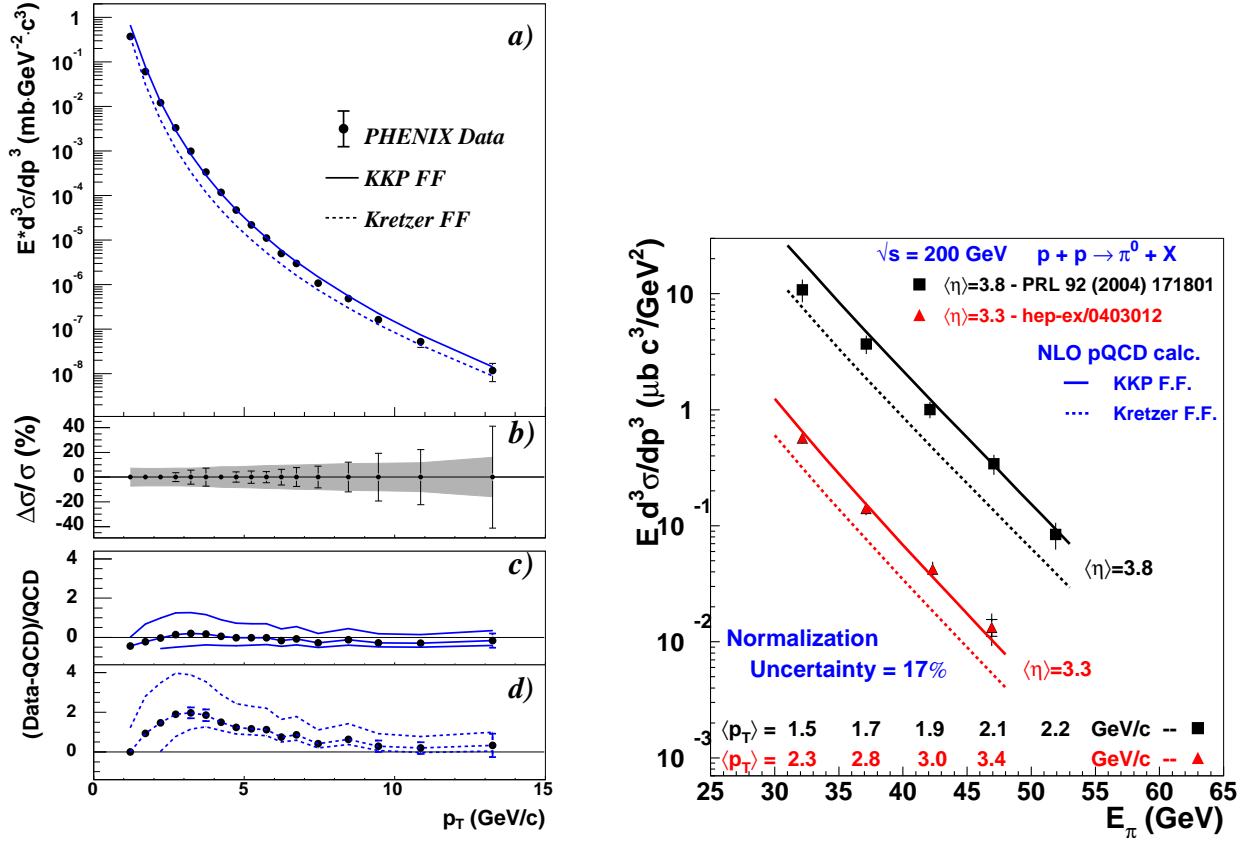 E*d³σ/dp³ (mb·GeV⁻²·c³)
1
10⁻¹
10⁻²
10⁻³
10⁻⁴
10⁻⁵
10⁻⁶
10⁻⁷
10⁻⁸
a)
PHENIX Data
KKP FF
Kretzer FF
Δσ/σ (%)
40
20
0
-20
-40
b)
(Data-QCD)/QCD
4
2
0
c)
4
2
0
d)
0 5 10 15
p_T (GeV/c)
E d³σ/dp³ (μb c³/GeV²)
10
1
10⁻¹
10⁻²
10⁻³
10
√s = 200 GeV p + p → π⁰ + X
⟨η⟩=3.8 - PRL 92 (2004) 171801
⟨η⟩=3.3 - hep-ex/0403012
NLO pQCD calc.
KKP F.F.
Kretzer F.F.
⟨η⟩=3.8
Normalization
Uncertainty = 17%
⟨η⟩=3.3
⟨p_T⟩ = 1.5 1.7 1.9 2.1 2.2 GeV/c --
⟨p_T⟩ = 2.3 2.8 3.0 3.4 GeV/c --
25 30 35 40 45 50 55 60 65
E_π (GeV)